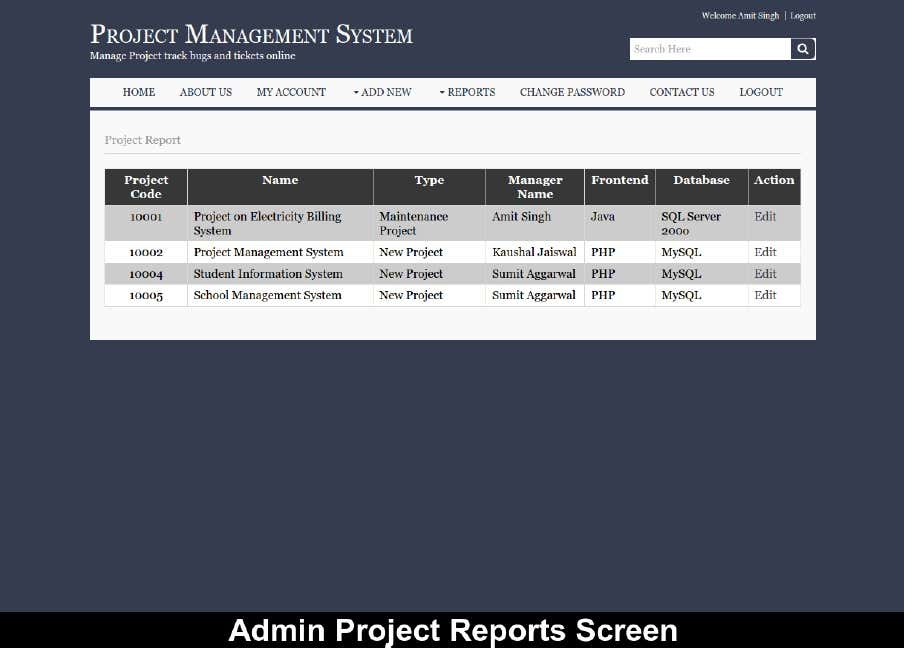 Welcome Amit Singh | Logout
Project Management System
Manage Project track bugs and tickets online
Search Here
HOME ABOUT US MY ACCOUNT ADD NEW REPORTS CHANGE PASSWORD CONTACT US LOGOUT
Project Report
Project Code Name Type Manager Name Frontend Database Action
10001 Project on Electricity Billing System Maintenance Project Amit Singh Java SQL Server 2000 Edit
10002 Project Management System New Project Kaushal Jaiswal PHP MySQL Edit
10004 Student Information System New Project Sumit Aggarwal PHP MySQL Edit
10005 School Management System New Project Sumit Aggarwal PHP MySQL Edit
Admin Project Reports Screen